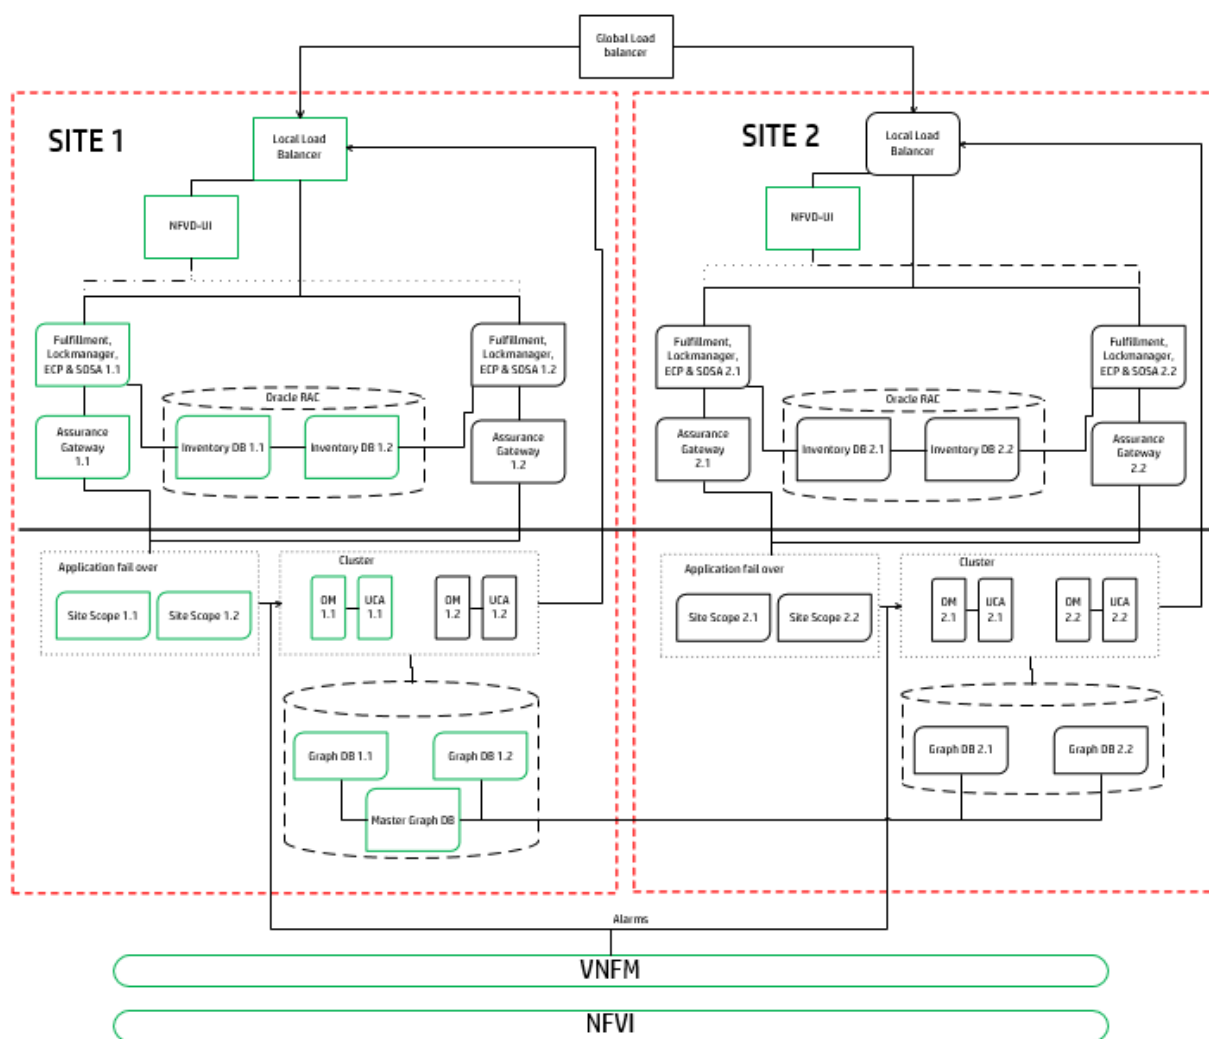 Global Load
balancer
SITE 1
Local Load
Balancer
NFVD-UI
Fulfillment,
Lockmanager,
ECP & SOSA 1.1
Fulfillment,
Lockmanager,
ECP & SOSA 1.2
Oracle RAC
Assurance
Gateway
1.1
Inventory DB 1.1
Inventory DB 1.2
Assurance
Gateway
1.2
Application fail over
Site Scope 1.1
Site Scope 1.2
Cluster
OM
1.1
UCA
1.1
OM
1.2
UCA
1.2
Graph DB 1.1
Graph DB 1.2
Master Graph DB
SITE 2
Local Load
Balancer
NFVD-UI
Fulfillment,
Lockmanager,
ECP & SOSA 2.1
Fulfillment,
Lockmanager,
ECP & SOSA 2.2
Oracle RAC
Assurance
Gateway
2.1
Inventory DB 2.1
Inventory DB 2.2
Assurance
Gateway
2.2
Application fail over
Site Scope 2.1
Site Scope 2.2
Cluster
OM
2.1
UCA
2.1
OM
2.2
UCA
2.2
Graph DB 2.1
Graph DB 2.2
Alarms
VNFM
NFVI